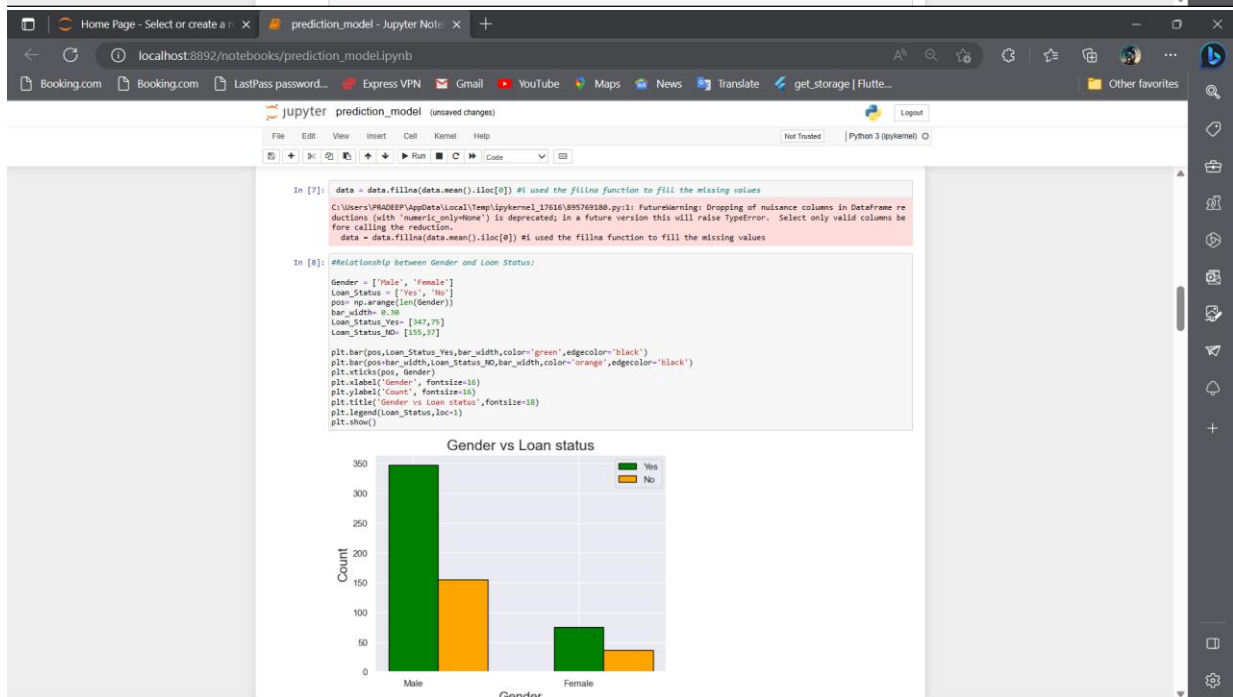 Home Page - Select or create a n
prediction_model - Jupyter Note
localhost:8892/notebooks/prediction_model.ipynb
Booking.com Booking.com LastPass password... Express VPN Gmail YouTube Maps News Translate get_storage | Flutte... Other favorites
jupyter prediction_model (unsaved changes) Logout
File Edit View Insert Cell Kernel Help Not Trusted Python 3 (ipykernel)
Run Code
In [7]: data = data.fillna(data.mean().iloc[0]) #i used the fillna function to fill the missing values
C:\Users\PRADEEP\AppData\Local\Temp\ipykernel_17616\895769180.py:1: FutureWarning: Dropping of nuisance columns in DataFrame re
ductions (with 'numeric_only=None') is deprecated; in a future version this will raise TypeError. Select only valid columns be
fore calling the reduction.
data = data.fillna(data.mean().iloc[0]) #i used the fillna function to fill the missing values
In [8]: #Relationship between Gender and Loan Status:
Gender = ['Male', 'Female']
Loan_Status = ['Yes', 'No']
pos= np.arange(len(Gender))
bar_width= 0.30
Loan_Status_Yes= [347,75]
Loan_Status_NO= [155,37]
plt.bar(pos,Loan_Status_Yes,bar_width,color='green',edgecolor='black')
plt.bar(pos+bar_width,Loan_Status_NO,bar_width,color='orange',edgecolor='black')
plt.xticks(pos, Gender)
plt.xlabel('Gender', fontsize=16)
plt.ylabel('Count', fontsize=16)
plt.title('Gender vs Loan status',fontsize=18)
plt.legend(Loan_Status,loc=1)
plt.show()
Gender vs Loan status
Yes
No
350
300
250
200
150
100
50
0
Count
Male Female
Gender